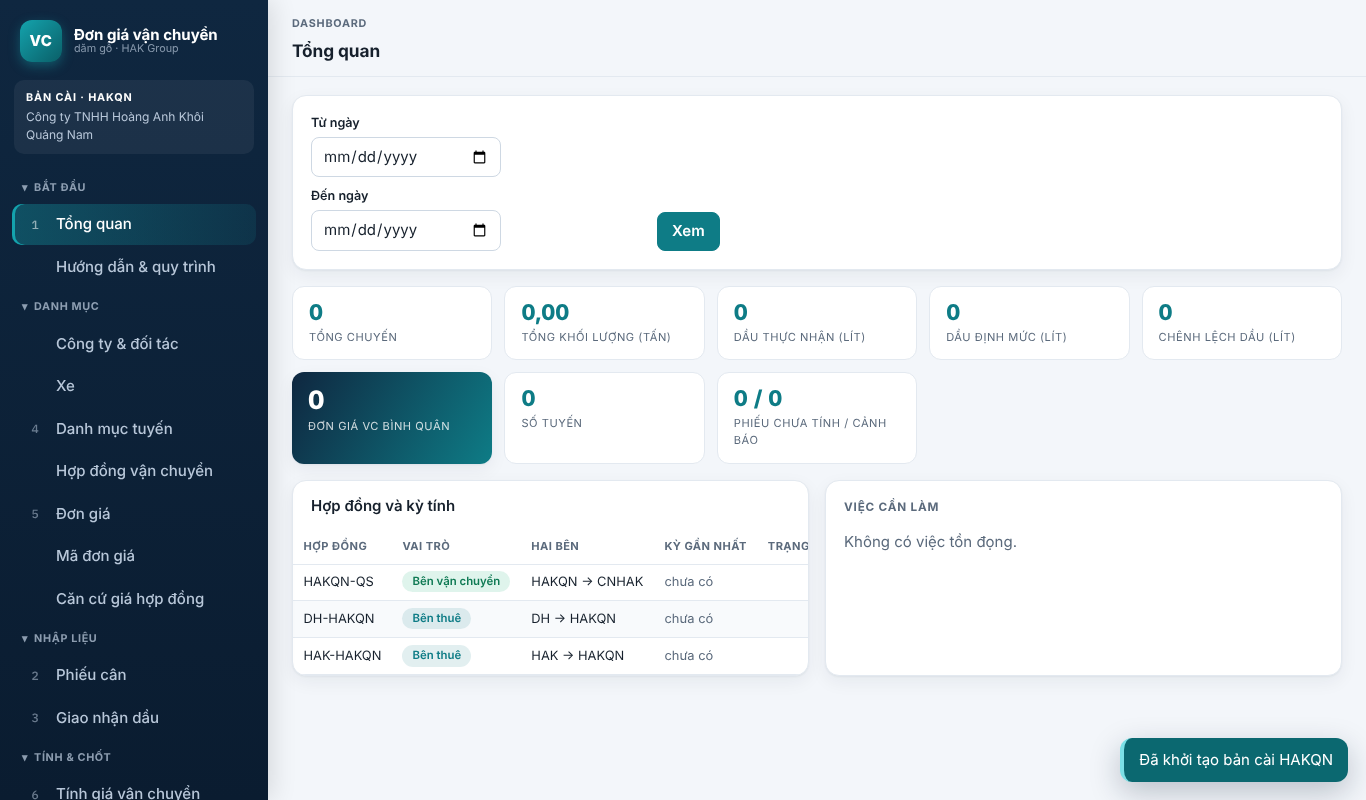 VC
Đơn giá vận chuyển
dăm gỗ · HAK Group
BẢN CÀI · HAKQN
Công ty TNHH Hoàng Anh Khôi
Quảng Nam
▾ BẮT ĐẦU
1 Tổng quan
Hướng dẫn & quy trình
▾ DANH MỤC
Công ty & đối tác
Xe
4 Danh mục tuyến
Hợp đồng vận chuyển
5 Đơn giá
Mã đơn giá
Căn cứ giá hợp đồng
▾ NHẬP LIỆU
2 Phiếu cân
3 Giao nhận dầu
▾ TÍNH & CHỐT
6 Tính giá vận chuyển
DASHBOARD
Tổng quan
Từ ngày
mm/dd/yyyy
Đến ngày
mm/dd/yyyy
Xem
0
TỔNG CHUYẾN
0,00
TỔNG KHỐI LƯỢNG (TẤN)
0
DẦU THỰC NHẬN (LÍT)
0
DẦU ĐỊNH MỨC (LÍT)
0
CHÊNH LỆCH DẦU (LÍT)
0
ĐƠN GIÁ VC BÌNH QUÂN
0
SỐ TUYẾN
0 / 0
PHIẾU CHƯA TÍNH / CẢNH
BÁO
Hợp đồng và kỳ tính
HỢP ĐỒNG VAI TRÒ HAI BÊN KỲ GẦN NHẤT TRẠNG
HAKQN-QS Bên vận chuyển HAKQN → CNHAK chưa có
DH-HAKQN Bên thuê DH → HAKQN chưa có
HAK-HAKQN Bên thuê HAK → HAKQN chưa có
VIỆC CẦN LÀM
Không có việc tồn đọng.
Đã khởi tạo bản cài HAKQN